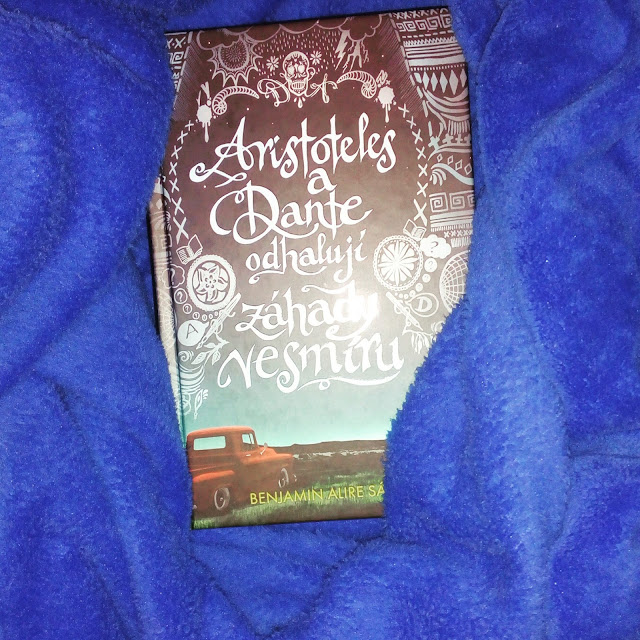 Aristoteles
a
Dante
odhalují
záhady
vesmíru
BENJAMIN ALIRE SÁ